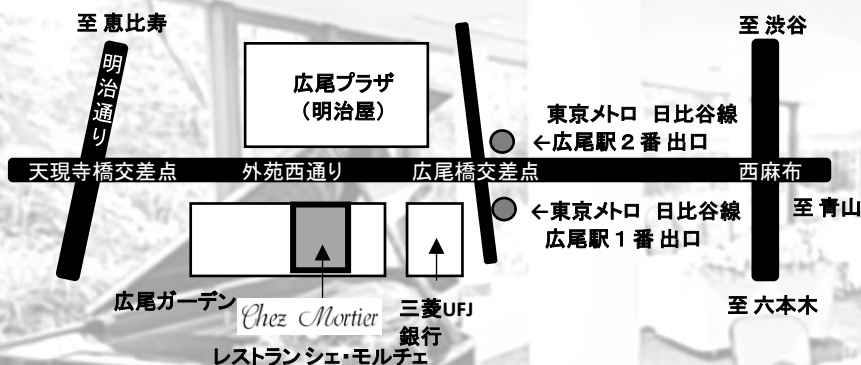 至 恵比寿
至 渋谷
明治通り
広尾プラザ
（明治屋）
東京メトロ 日比谷線
←広尾駅２番 出口
天現寺橋交差点
外苑西通り
広尾橋交差点
西麻布
←東京メトロ 日比谷線
広尾駅１番 出口
至 青山
広尾ガーデン
Chez Mortier
三菱UFJ
銀行
至 六本木
レストラン シェ・モルチェ